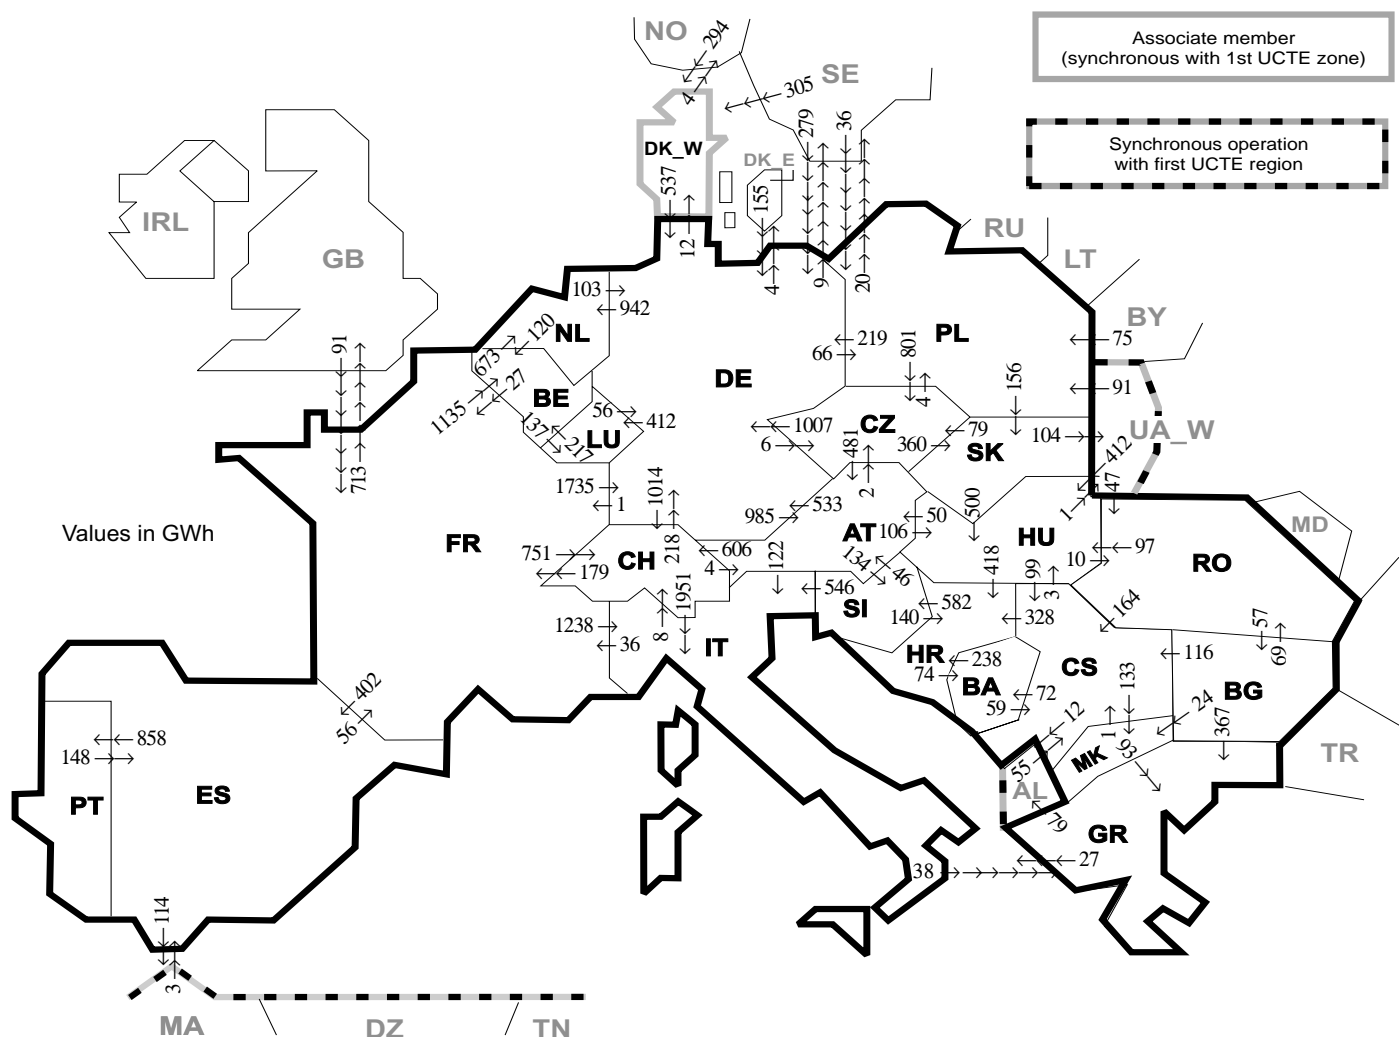 NO
294
4
SE
305
Associate member
(synchronous with 1st UCTE zone)
279
36
Synchronous operation
with first UCTE region
DK_W
DK_E
537
155
12
4
9
20
IRL
GB
RU
LT
BY
91
713
103
942
NL
120
673
27
1135
BE
137
217
56
412
LU
DE
219
66
PL
801
4
156
75
91
UA_W
1007
6
CZ
481
2
79
360
SK
104
412
47
1
1735
1
1014
218
985
533
50
106
AT
500
HU
97
10
MD
Values in GWh
FR
751
179
CH
606
4
122
134
46
418
99
3
RO
1238
36
8
1951
IT
546
SI
140
582
328
164
57
69
HR
238
74
BA
72
59
CS
133
116
BG
24
367
1
12
55
MK
93
402
56
858
148
PT
ES
AL
79
GR
TR
38
27
114
3
MA
DZ
TN